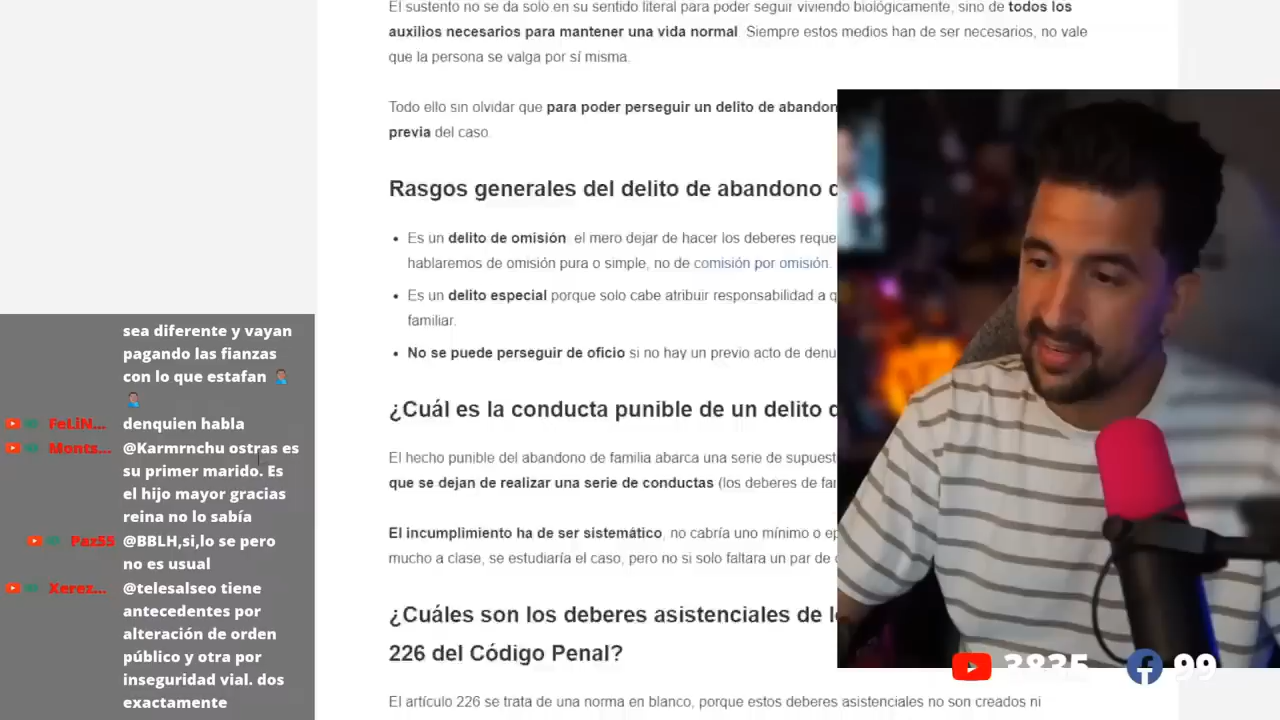 El sustento no se da solo en su sentido literal para poder seguir viviendo biológicamente, sino de todos los
auxilios necesarios para mantener una vida normal. Siempre estos medios han de ser necesarios, no vale
que la persona se valga por sí misma.
Todo ello sin olvidar que para poder perseguir un delito de abandon
previa del caso.
Rasgos generales del delito de abandono d
Es un delito de omisión: el mero dejar de hacer los deberes reque
hablaremos de omisión pura o simple, no de comisión por omisión.
Es un delito especial porque solo cabe atribuir responsabilidad a q
familiar.
No se puede perseguir de oficio si no hay un previo acto de denu
¿Cuál es la conducta punible de un delito d
El hecho punible del abandono de familia abarca una serie de supuest
que se dejan de realizar una serie de conductas (los deberes de fa
El incumplimiento ha de ser sistemático, no cabría uno mínimo o ep
mucho a clase, se estudiaría el caso, pero no si solo faltara un par de
¿Cuáles son los deberes asistenciales de l
226 del Código Penal?
El artículo 226 se trata de una norma en blanco, porque estos deberes asistenciales no son creados ni
sea diferente y vayan
pagando las fianzas
con lo que estafan 🤦🏽‍♂️
🤦🏽‍♂️
FeLiN... denquien habla
Monts... @Karmrnchu ostras es
su primer marido. Es
el hijo mayor gracias
reina no lo sabía
Paz55 @BBLH,si,lo se pero
no es usual
Xerez... @telesalseo tiene
antecedentes por
alteración de orden
público y otra por
inseguridad vial. dos
exactamente
3835 99